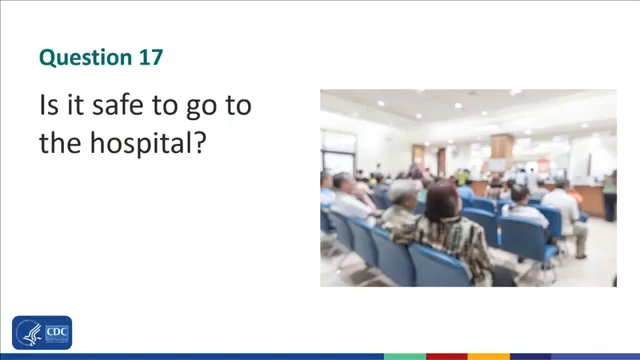 Question 17
Is it safe to go to
the hospital?
CDC